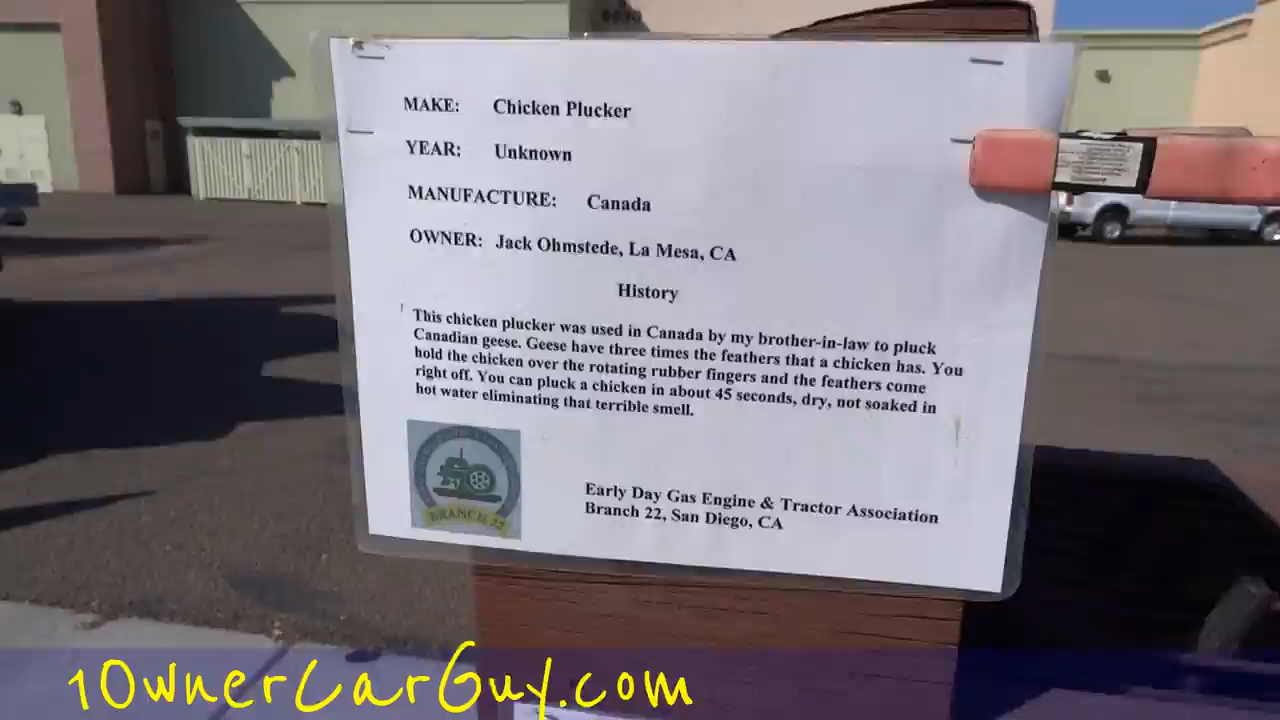 MAKE: Chicken Plucker
YEAR: Unknown
MANUFACTURE: Canada
OWNER: Jack Ohmstede, La Mesa, CA
History
This chicken plucker was used in Canada by my brother-in-law to pluck
Canadian geese. Geese have three times the feathers that a chicken has. You
hold the chicken over the rotating rubber fingers and the feathers come
right off. You can pluck a chicken in about 45 seconds, dry, not soaked in
hot water eliminating that terrible smell.
BRANCH 22
Early Day Gas Engine & Tractor Association
Branch 22, San Diego, CA
1OwnerCarGuy.com